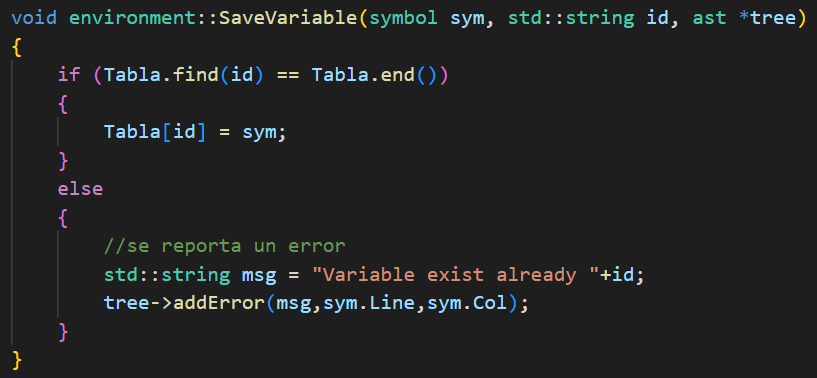 void environment::SaveVariable(symbol sym, std::string id, ast *tree)
{
    if (Tabla.find(id) == Tabla.end())
    {
        Tabla[id] = sym;
    }
    else
    {
        //se reporta un error
        std::string msg = "Variable exist already "+id;
        tree->addError(msg,sym.Line,sym.Col);
    }
}